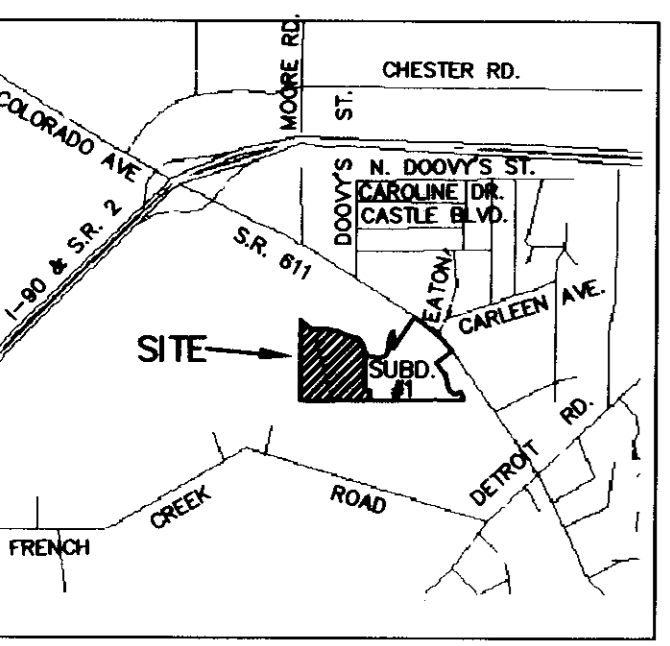 MOORE RD.
CHESTER RD.
ST.
COLORADO AVE
DOOVY'S
N. DOOVY'S ST.
CAROLINE DR.
CASTLE BLVD.
I-90 & S.R. 2
S.R. 611
EATON
CARLEEN AVE.
SITE
SUBD.
#1
DETROIT RD.
CREEK
ROAD
FRENCH